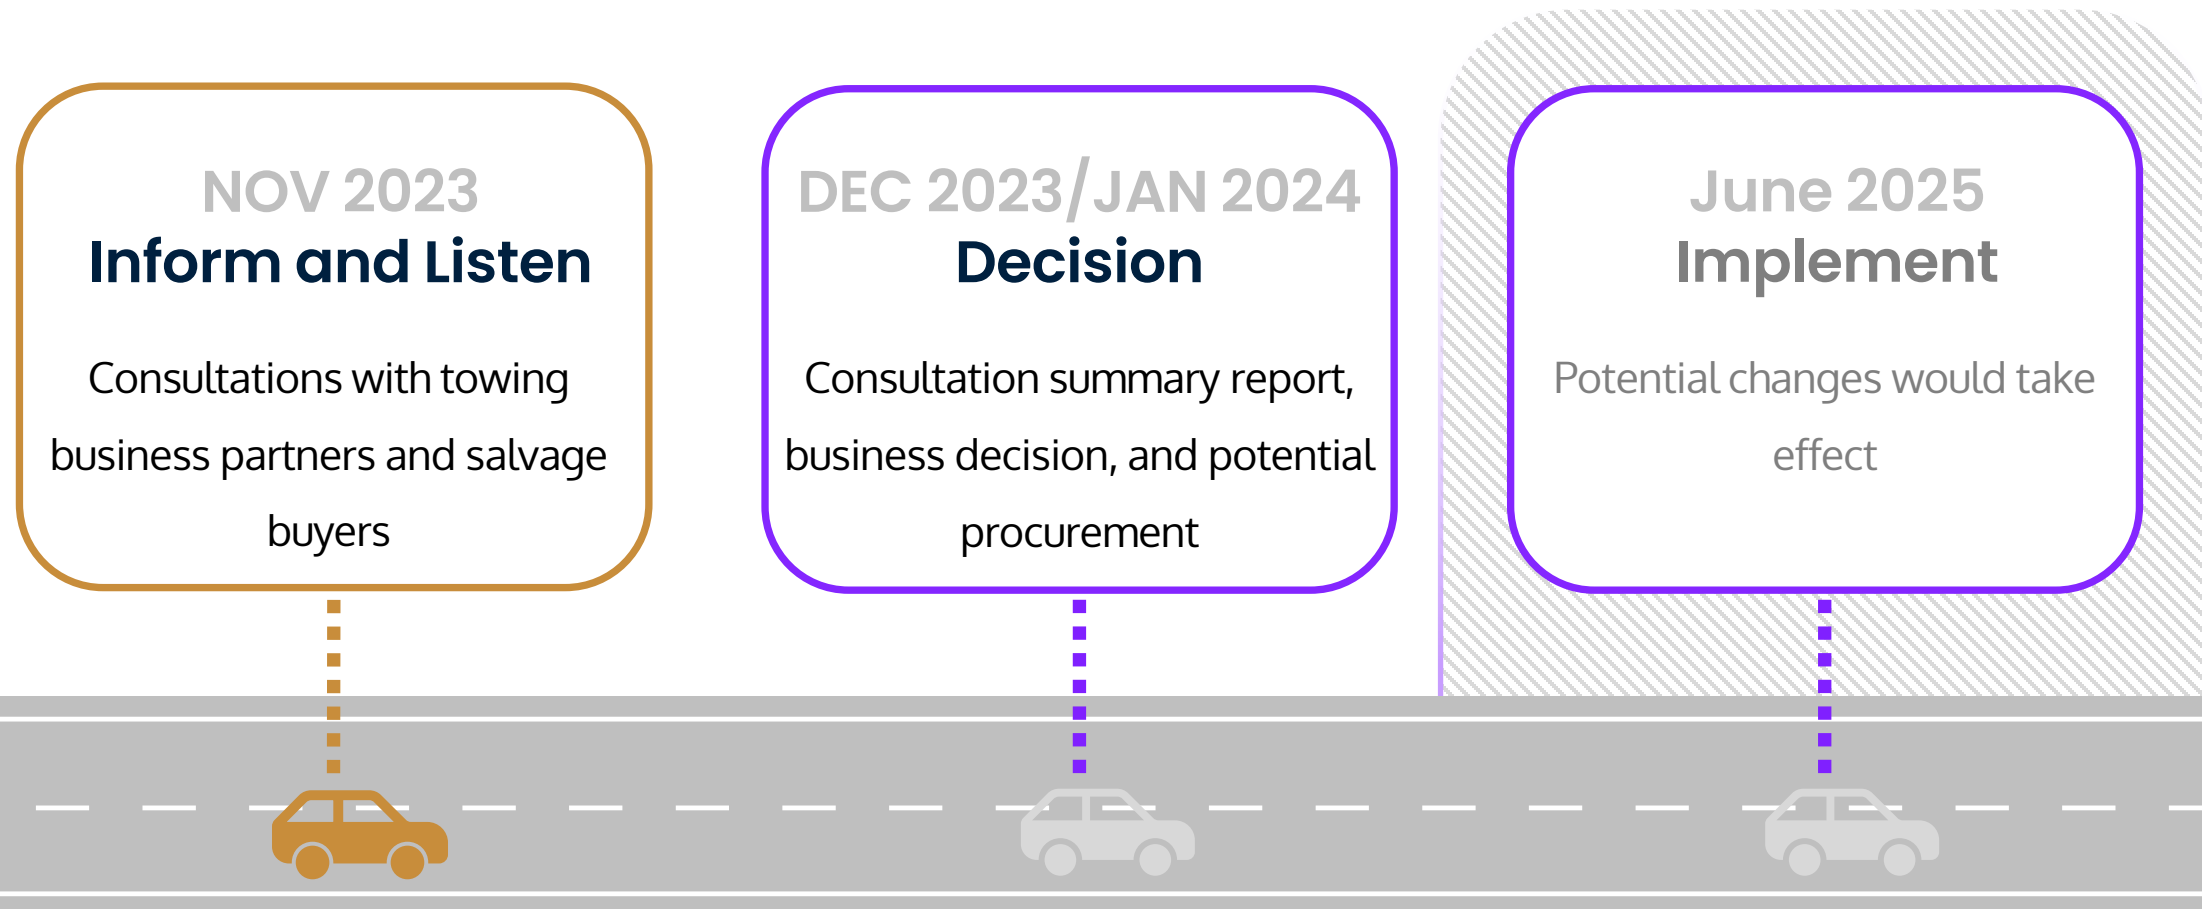 NOV 2023
Inform and Listen
Consultations with towing
business partners and salvage
buyers
DEC 2023/JAN 2024
Decision
Consultation summary report,
business decision, and potential
procurement
June 2025
Implement
Potential changes would take
effect